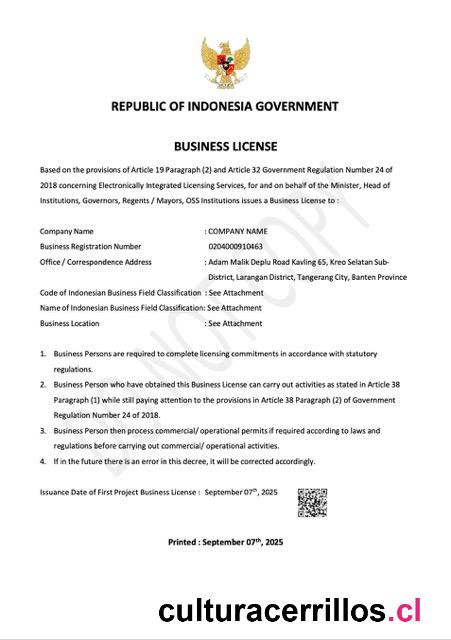 REPUBLIC OF INDONESIA GOVERNMENT
BUSINESS LICENSE
Based on the provisions of Article 19 Paragraph (2) and Article 32 Government Regulation Number 24 of
2018 concerning Electronically Integrated Licensing Services, for and on behalf of the Minister, Head of
Institutions, Governors, Regents / Mayors, OSS Institutions issues a Business License to :
Company Name : COMPANY NAME
Business Registration Number 0204000910463
Office / Correspondence Address : Adam Malik Deplu Road Kavling 65, Kreo Selatan Sub-
District, Larangan District, Tangerang City, Banten Province
Code of Indonesian Business Field Classification : See Attachment
Name of Indonesian Business Field Classification: See Attachment
Business Location : See Attachment
1. Business Persons are required to complete licensing commitments in accordance with statutory
regulations.
2. Business Person who have obtained this Business License can carry out activities as stated in Article 38
Paragraph (1) while still paying attention to the provisions in Article 38 Paragraph (2) of Government
Regulation Number 24 of 2018.
3. Business Person then process commercial/ operational permits if required according to laws and
regulations before carrying out commercial/ operational activities.
4. If in the future there is an error in this decree, it will be corrected accordingly.
Issuance Date of First Project Business License : September 07th, 2025
Printed : September 07th, 2025
culturacerrillos.cl